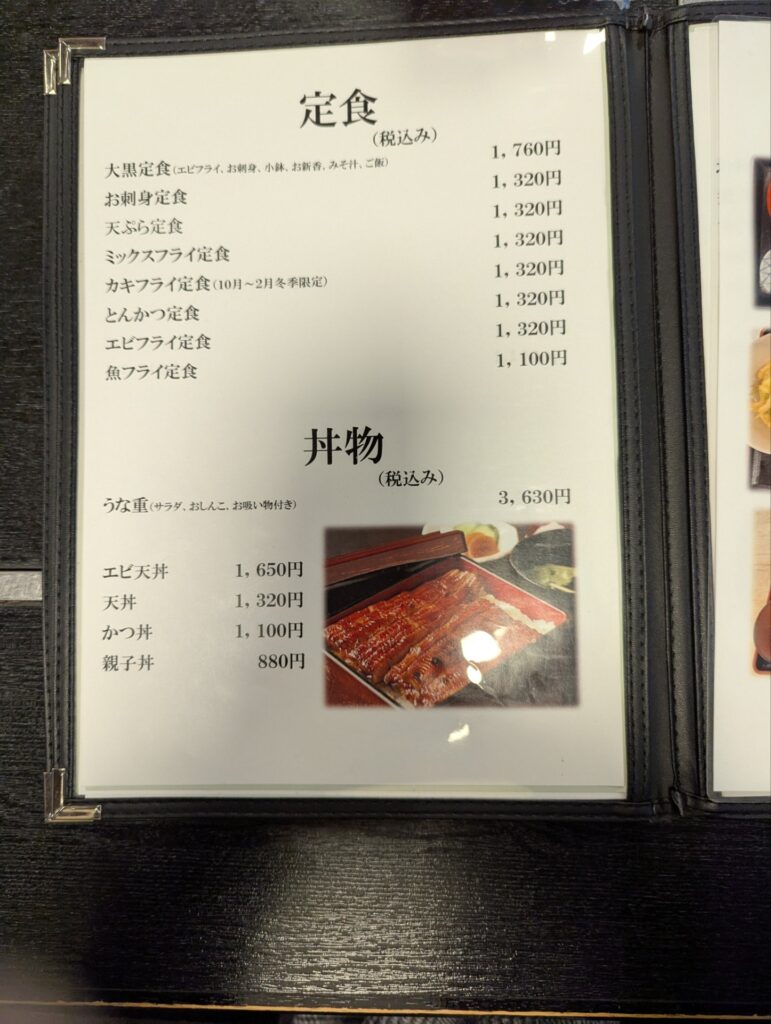 定食
(税込み)
大黒定食(エビフライ、お刺身、小鉢、お新香、みそ汁、ご飯) 1,760円
お刺身定食 1,320円
天ぷら定食 1,320円
ミックスフライ定食 1,320円
カキフライ定食(10月～2月冬季限定) 1,320円
とんかつ定食 1,320円
エビフライ定食 1,320円
魚フライ定食 1,100円
丼物
(税込み)
うな重(サラダ、おしんこ、お吸い物付き) 3,630円
エビ天丼 1,650円
天丼 1,320円
かつ丼 1,100円
親子丼 880円